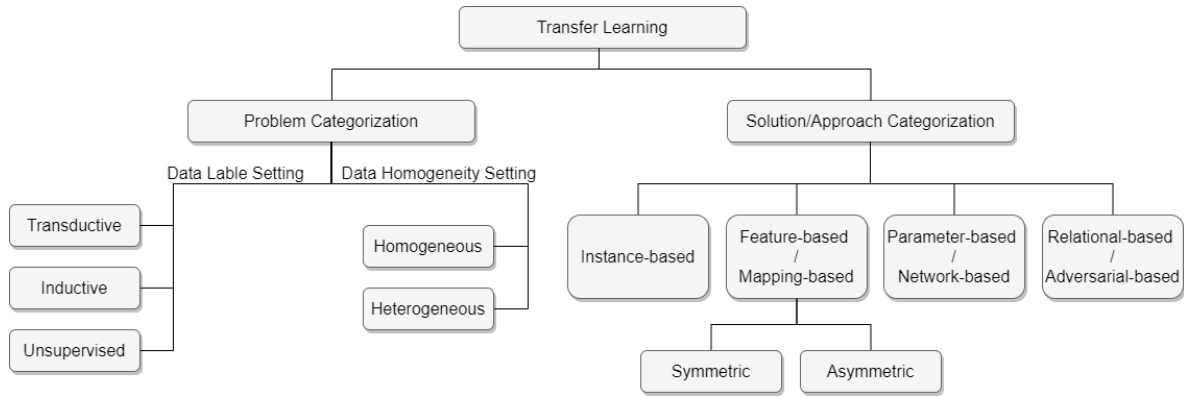 Transfer Learning
Problem Categorization
Solution/Approach Categorization
Data Lable Setting
Data Homogeneity Setting
Transductive
Inductive
Unsupervised
Homogeneous
Heterogeneous
Instance-based
Feature-based
/
Mapping-based
Parameter-based
/
Network-based
Relational-based
/
Adversarial-based
Symmetric
Asymmetric